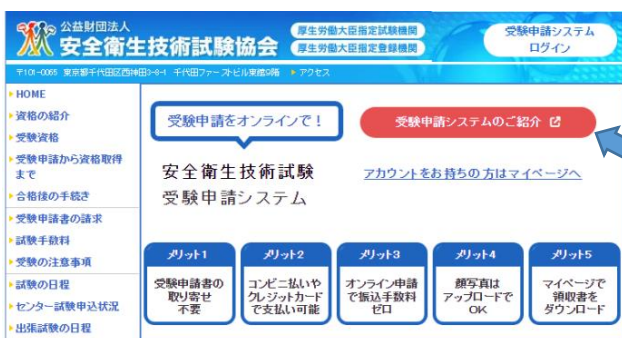 公益財団法人
安全衛生技術試験協会
厚生労働大臣指定試験機関
厚生労働大臣指定登録機関
受験申請システム
ログイン
〒101-0065 東京都千代田区西神田3-8-1 千代田ファーストビル東館9階 アクセス
HOME
資格の紹介
受験資格
受験申請から資格取得
まで
合格後の手続き
受験申請書の請求
試験手数料
受験の注意事項
試験の日程
センター試験申込状況
出張試験の日程
受験申請をオンラインで!
受験申請システムのご紹介
安全衛生技術試験
受験申請システム
アカウントをお持ちの方はマイページへ
メリット1
受験申請書の
取り寄せ
不要
メリット2
コンビニ払いや
クレジットカード
で支払い可能
メリット3
オンライン申請
で振込手数料
ゼロ
メリット4
顔写真は
アップロードで
OK
メリット5
マイページで
領収書を
ダウンロード